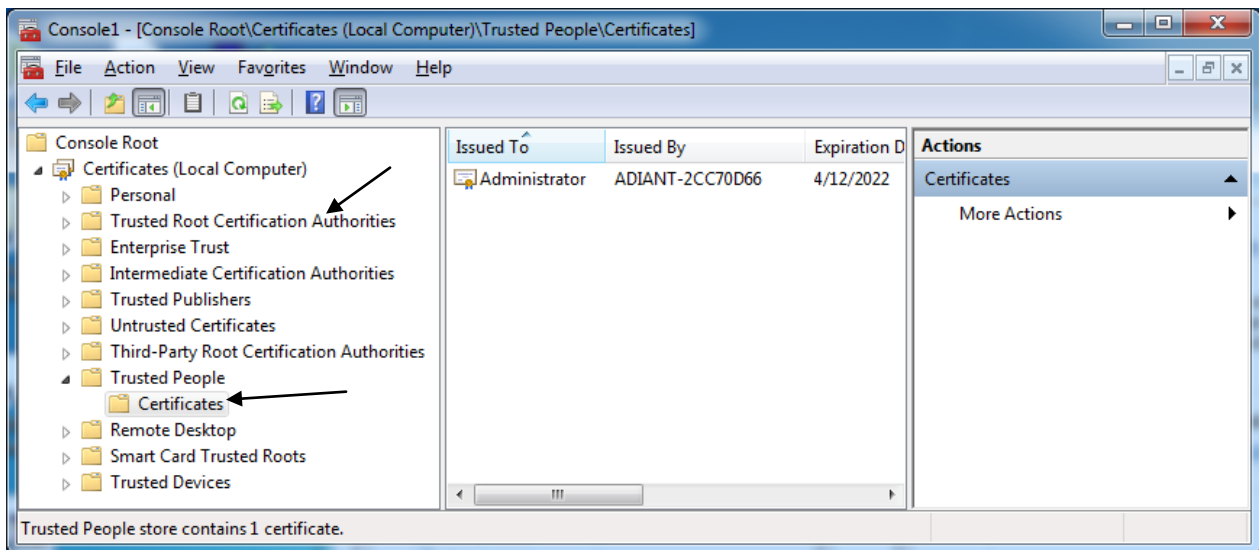 Console1 - [Console Root\Certificates (Local Computer)\Trusted People\Certificates]
File Action View Favorites Window Help
Console Root
Certificates (Local Computer)
Personal
Trusted Root Certification Authorities
Enterprise Trust
Intermediate Certification Authorities
Trusted Publishers
Untrusted Certificates
Third-Party Root Certification Authorities
Trusted People
Certificates
Remote Desktop
Smart Card Trusted Roots
Trusted Devices
Issued To Issued By Expiration D
Administrator ADIANT-2CC70D66 4/12/2022
Actions
Certificates
More Actions
Trusted People store contains 1 certificate.